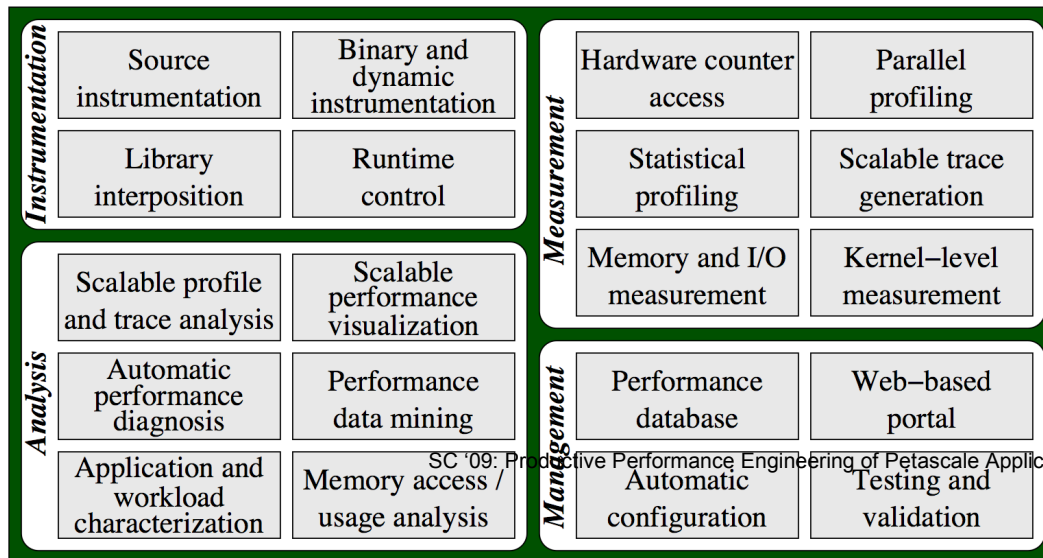 Instrumentation
Source
instrumentation
Binary and
dynamic
instrumentation
Library
interposition
Runtime
control
Measurement
Hardware counter
access
Parallel
profiling
Statistical
profiling
Scalable trace
generation
Memory and I/O
measurement
Kernel–level
measurement
Analysis
Scalable profile
and trace analysis
Scalable
performance
visualization
Automatic
performance
diagnosis
Performance
data mining
Application and
workload
characterization
Memory access /
usage analysis
Management
Performance
database
Web–based
portal
Automatic
configuration
Testing and
validation
SC ‘09: Productive Performance Engineering of Petascale Applic